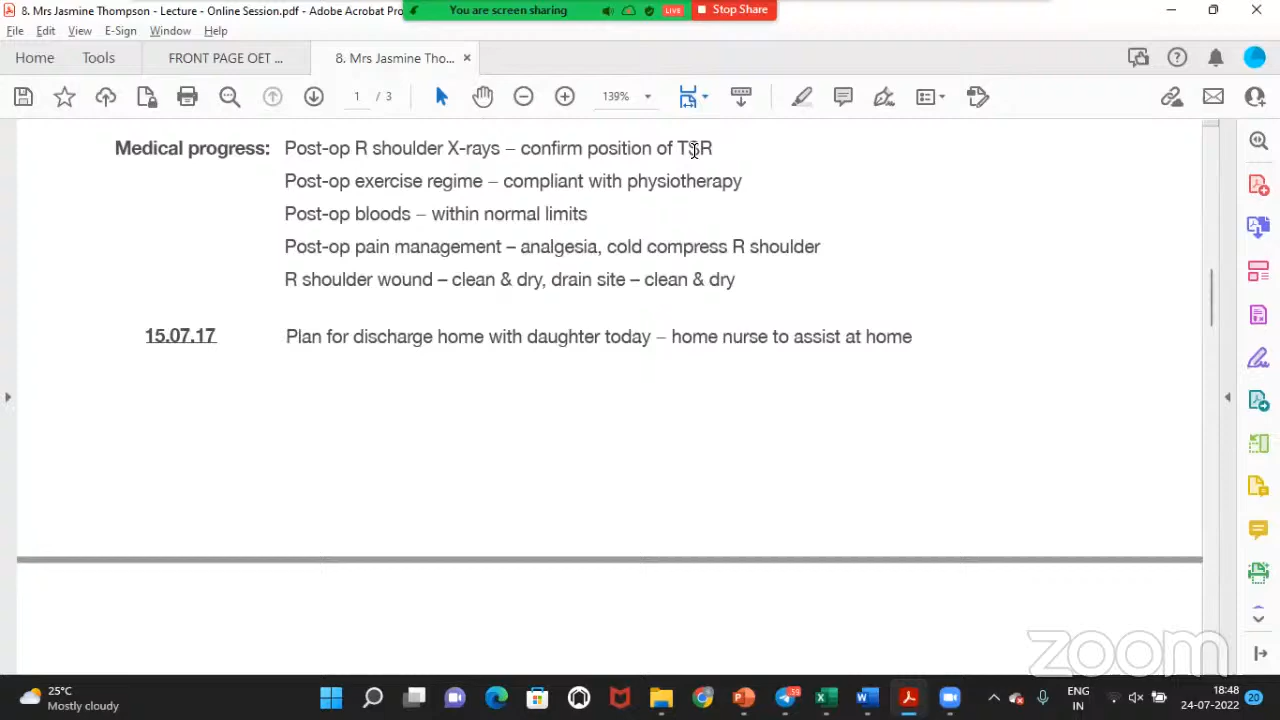 8. Mrs Jasmine Thompson - Lecture - Online Session.pdf - Adobe Acrobat Pro
You are screen sharing LIVE Stop Share
File Edit View E-Sign Window Help
Home Tools FRONT PAGE OET ... 8. Mrs Jasmine Tho... ×
1 / 3 139%
Medical progress: Post-op R shoulder X-rays – confirm position of TSR
Post-op exercise regime – compliant with physiotherapy
Post-op bloods – within normal limits
Post-op pain management – analgesia, cold compress R shoulder
R shoulder wound – clean & dry, drain site – clean & dry
15.07.17 Plan for discharge home with daughter today – home nurse to assist at home
zoom
25°C
Mostly cloudy
ENG
IN
18:48
24-07-2022
20